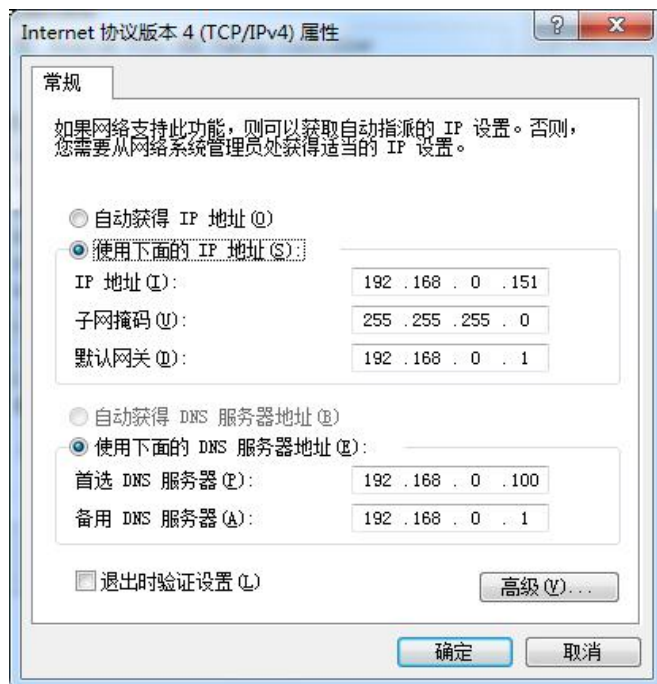 Internet 协议版本 4 (TCP/IPv4) 属性
常规
如果网络支持此功能，则可以获取自动指派的 IP 设置。否则，
您需要从网络系统管理员处获得适当的 IP 设置。
自动获得 IP 地址(O)
使用下面的 IP 地址(S):
IP 地址(I): 192 .168 . 0 .151
子网掩码(U): 255 .255 .255 . 0
默认网关(D): 192 .168 . 0 . 1
自动获得 DNS 服务器地址(B)
使用下面的 DNS 服务器地址(E):
首选 DNS 服务器(P): 192 .168 . 0 .100
备用 DNS 服务器(A): 192 .168 . 0 . 1
退出时验证设置(L)
高级(V)...
确定 取消